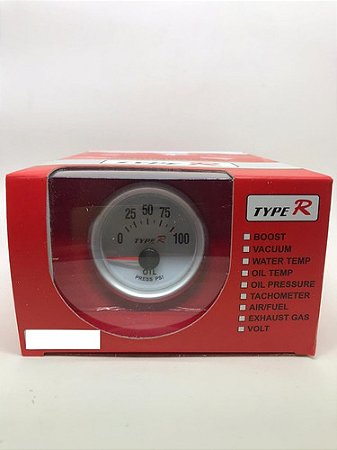 TYPE R
25 50 75
0 100
TYPE R
OIL
PRESS PSI
TYPE R
BOOST
VACUUM
WATER TEMP
OIL TEMP
OIL PRESSURE
TACHOMETER
AIR/FUEL
EXHAUST GAS
VOLT